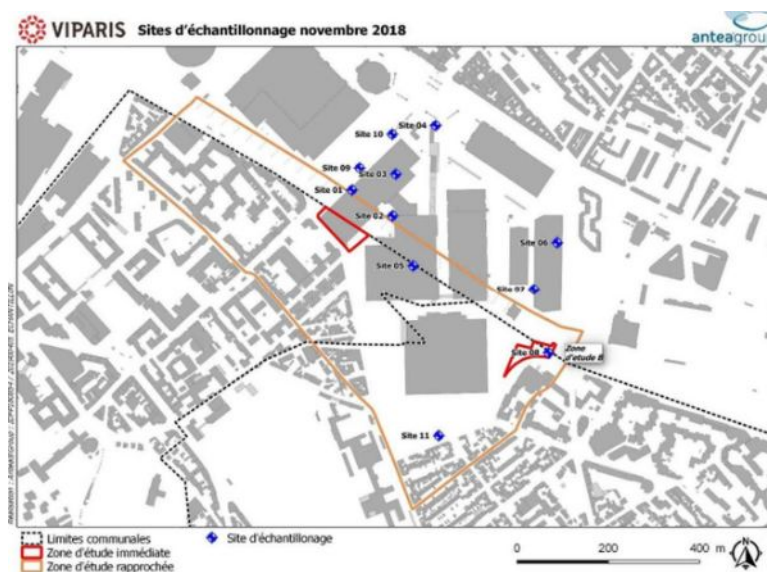 VIPARIS
Sites d'échantillonnage novembre 2018
anteagroup
Site 04
Site 10
Site 09
Site 03
Site 01
Site 02
Site 06
Site 05
Site 07
Site 08
Zone
d'etude B
Site 11
Limites communales
Site d'échantillonage
Zone d'étude immédiate
Zone d'étude rapprochée
0 200 400 m
N